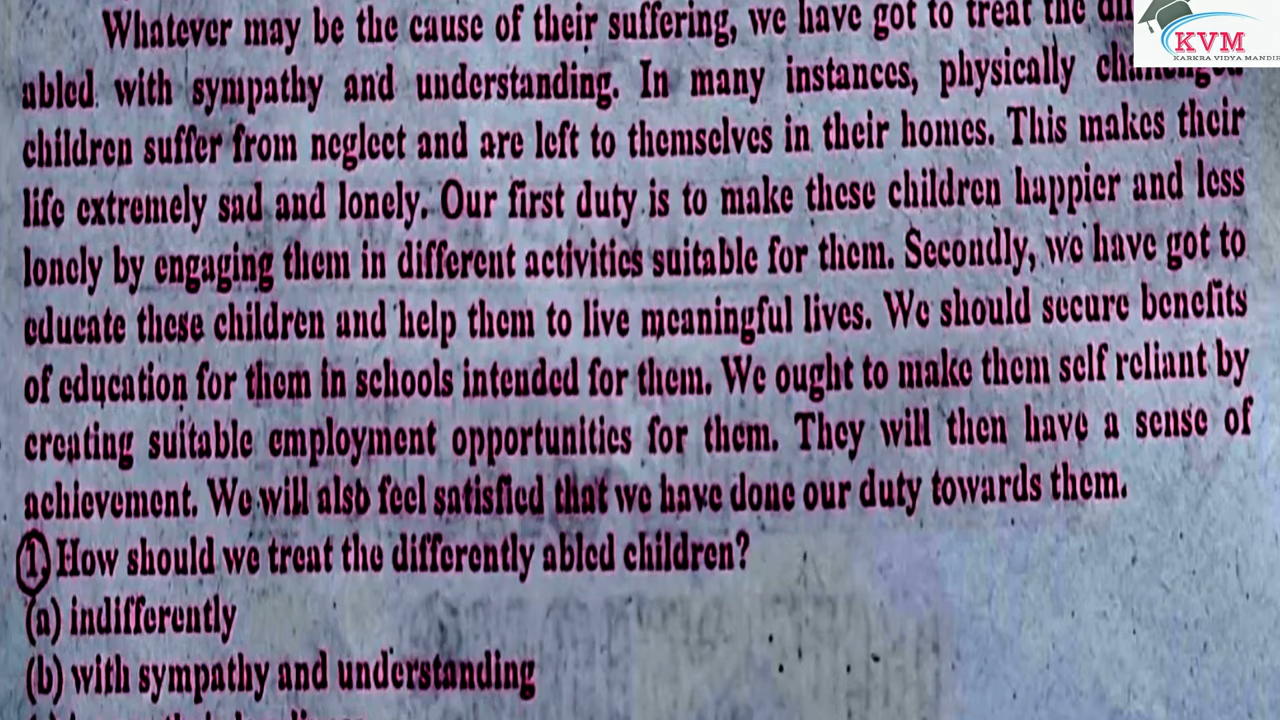 Whatever may be the cause of their suffering, we have got to treat the
KVM
KARKRA VIDYA MANDIR
abled with sympathy and understanding. In many instances, physically challenged
children suffer from neglect and are left to themselves in their homes. This makes their
life extremely sad and lonely. Our first duty is to make these children happier and less
lonely by engaging them in different activities suitable for them. Secondly, we have got to
educate these children and help them to live meaningful lives. We should secure benefits
of education for them in schools intended for them. We ought to make them self reliant by
creating suitable employment opportunities for them. They will then have a sense of
achievement. We will also feel satisfied that we have done our duty towards them.
1. How should we treat the differently abled children?
(a) indifferently
(b) with sympathy and understanding